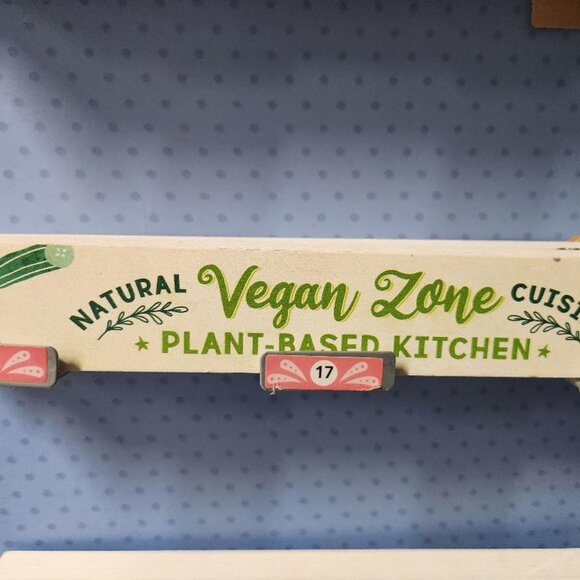 NATURAL Vegan Zone
★ PLANT-BASED KITCHEN ★
17